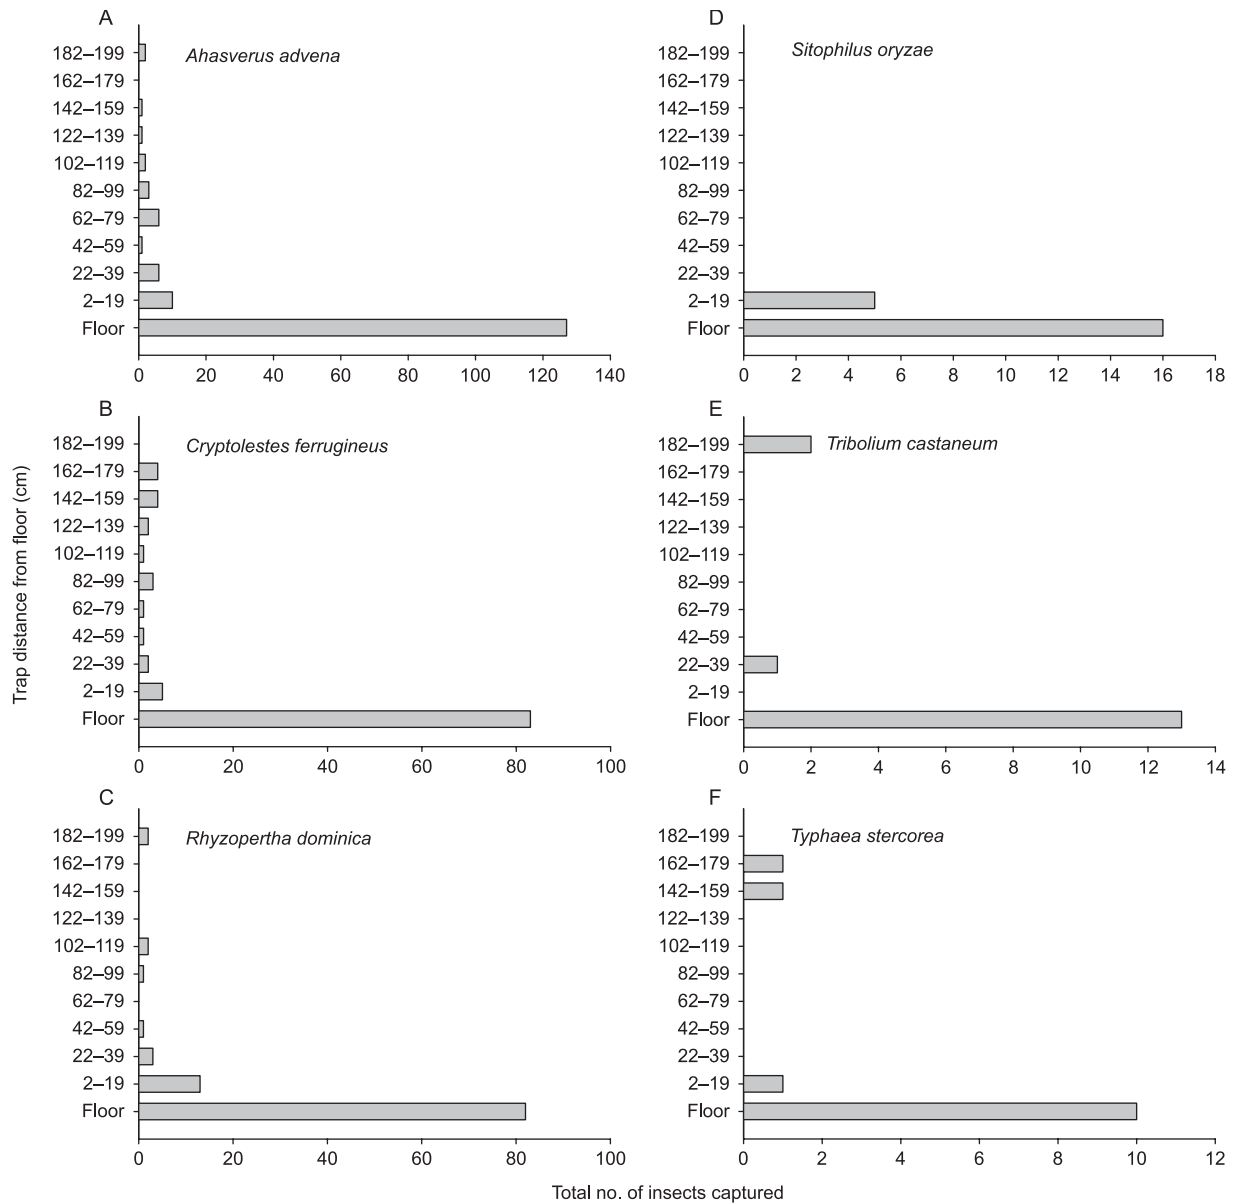 A
Ahasverus advena
182–199
162–179
142–159
122–139
102–119
82–99
62–79
42–59
22–39
2–19
Floor
0 20 40 60 80 100 120 140
B
Cryptolestes ferrugineus
182–199
162–179
142–159
122–139
102–119
82–99
62–79
42–59
22–39
2–19
Floor
0 20 40 60 80 100
C
Rhyzopertha dominica
182–199
162–179
142–159
122–139
102–119
82–99
62–79
42–59
22–39
2–19
Floor
0 20 40 60 80 100
D
Sitophilus oryzae
182–199
162–179
142–159
122–139
102–119
82–99
62–79
42–59
22–39
2–19
Floor
0 2 4 6 8 10 12 14 16 18
E
Tribolium castaneum
182–199
162–179
142–159
122–139
102–119
82–99
62–79
42–59
22–39
2–19
Floor
0 2 4 6 8 10 12 14
F
Typhaea stercorea
182–199
162–179
142–159
122–139
102–119
82–99
62–79
42–59
22–39
2–19
Floor
0 2 4 6 8 10 12
Trap distance from floor (cm)
Total no. of insects captured